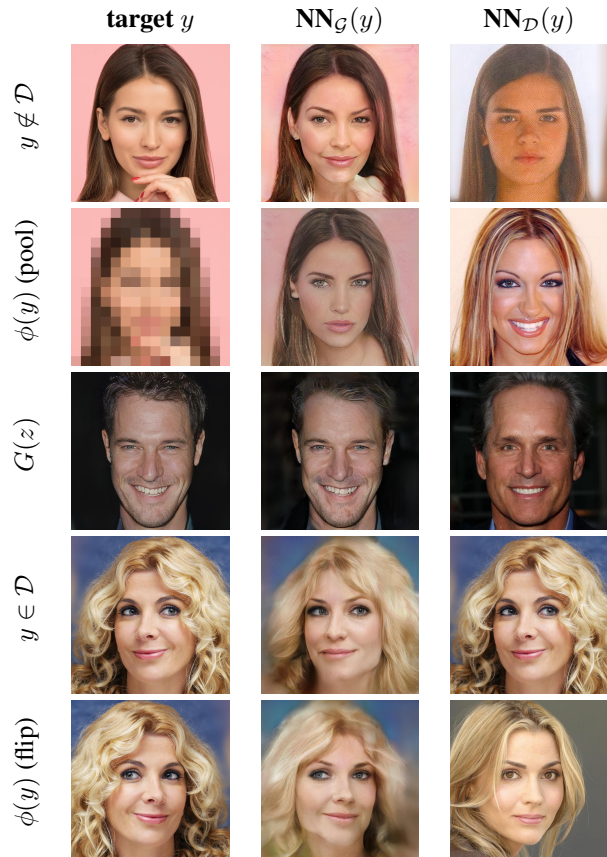 target y NN_𝒢(y) NN_𝒟(y)
y ∉ 𝒟
ϕ(y) (pool)
G(z)
y ∈ 𝒟
ϕ(y) (flip)